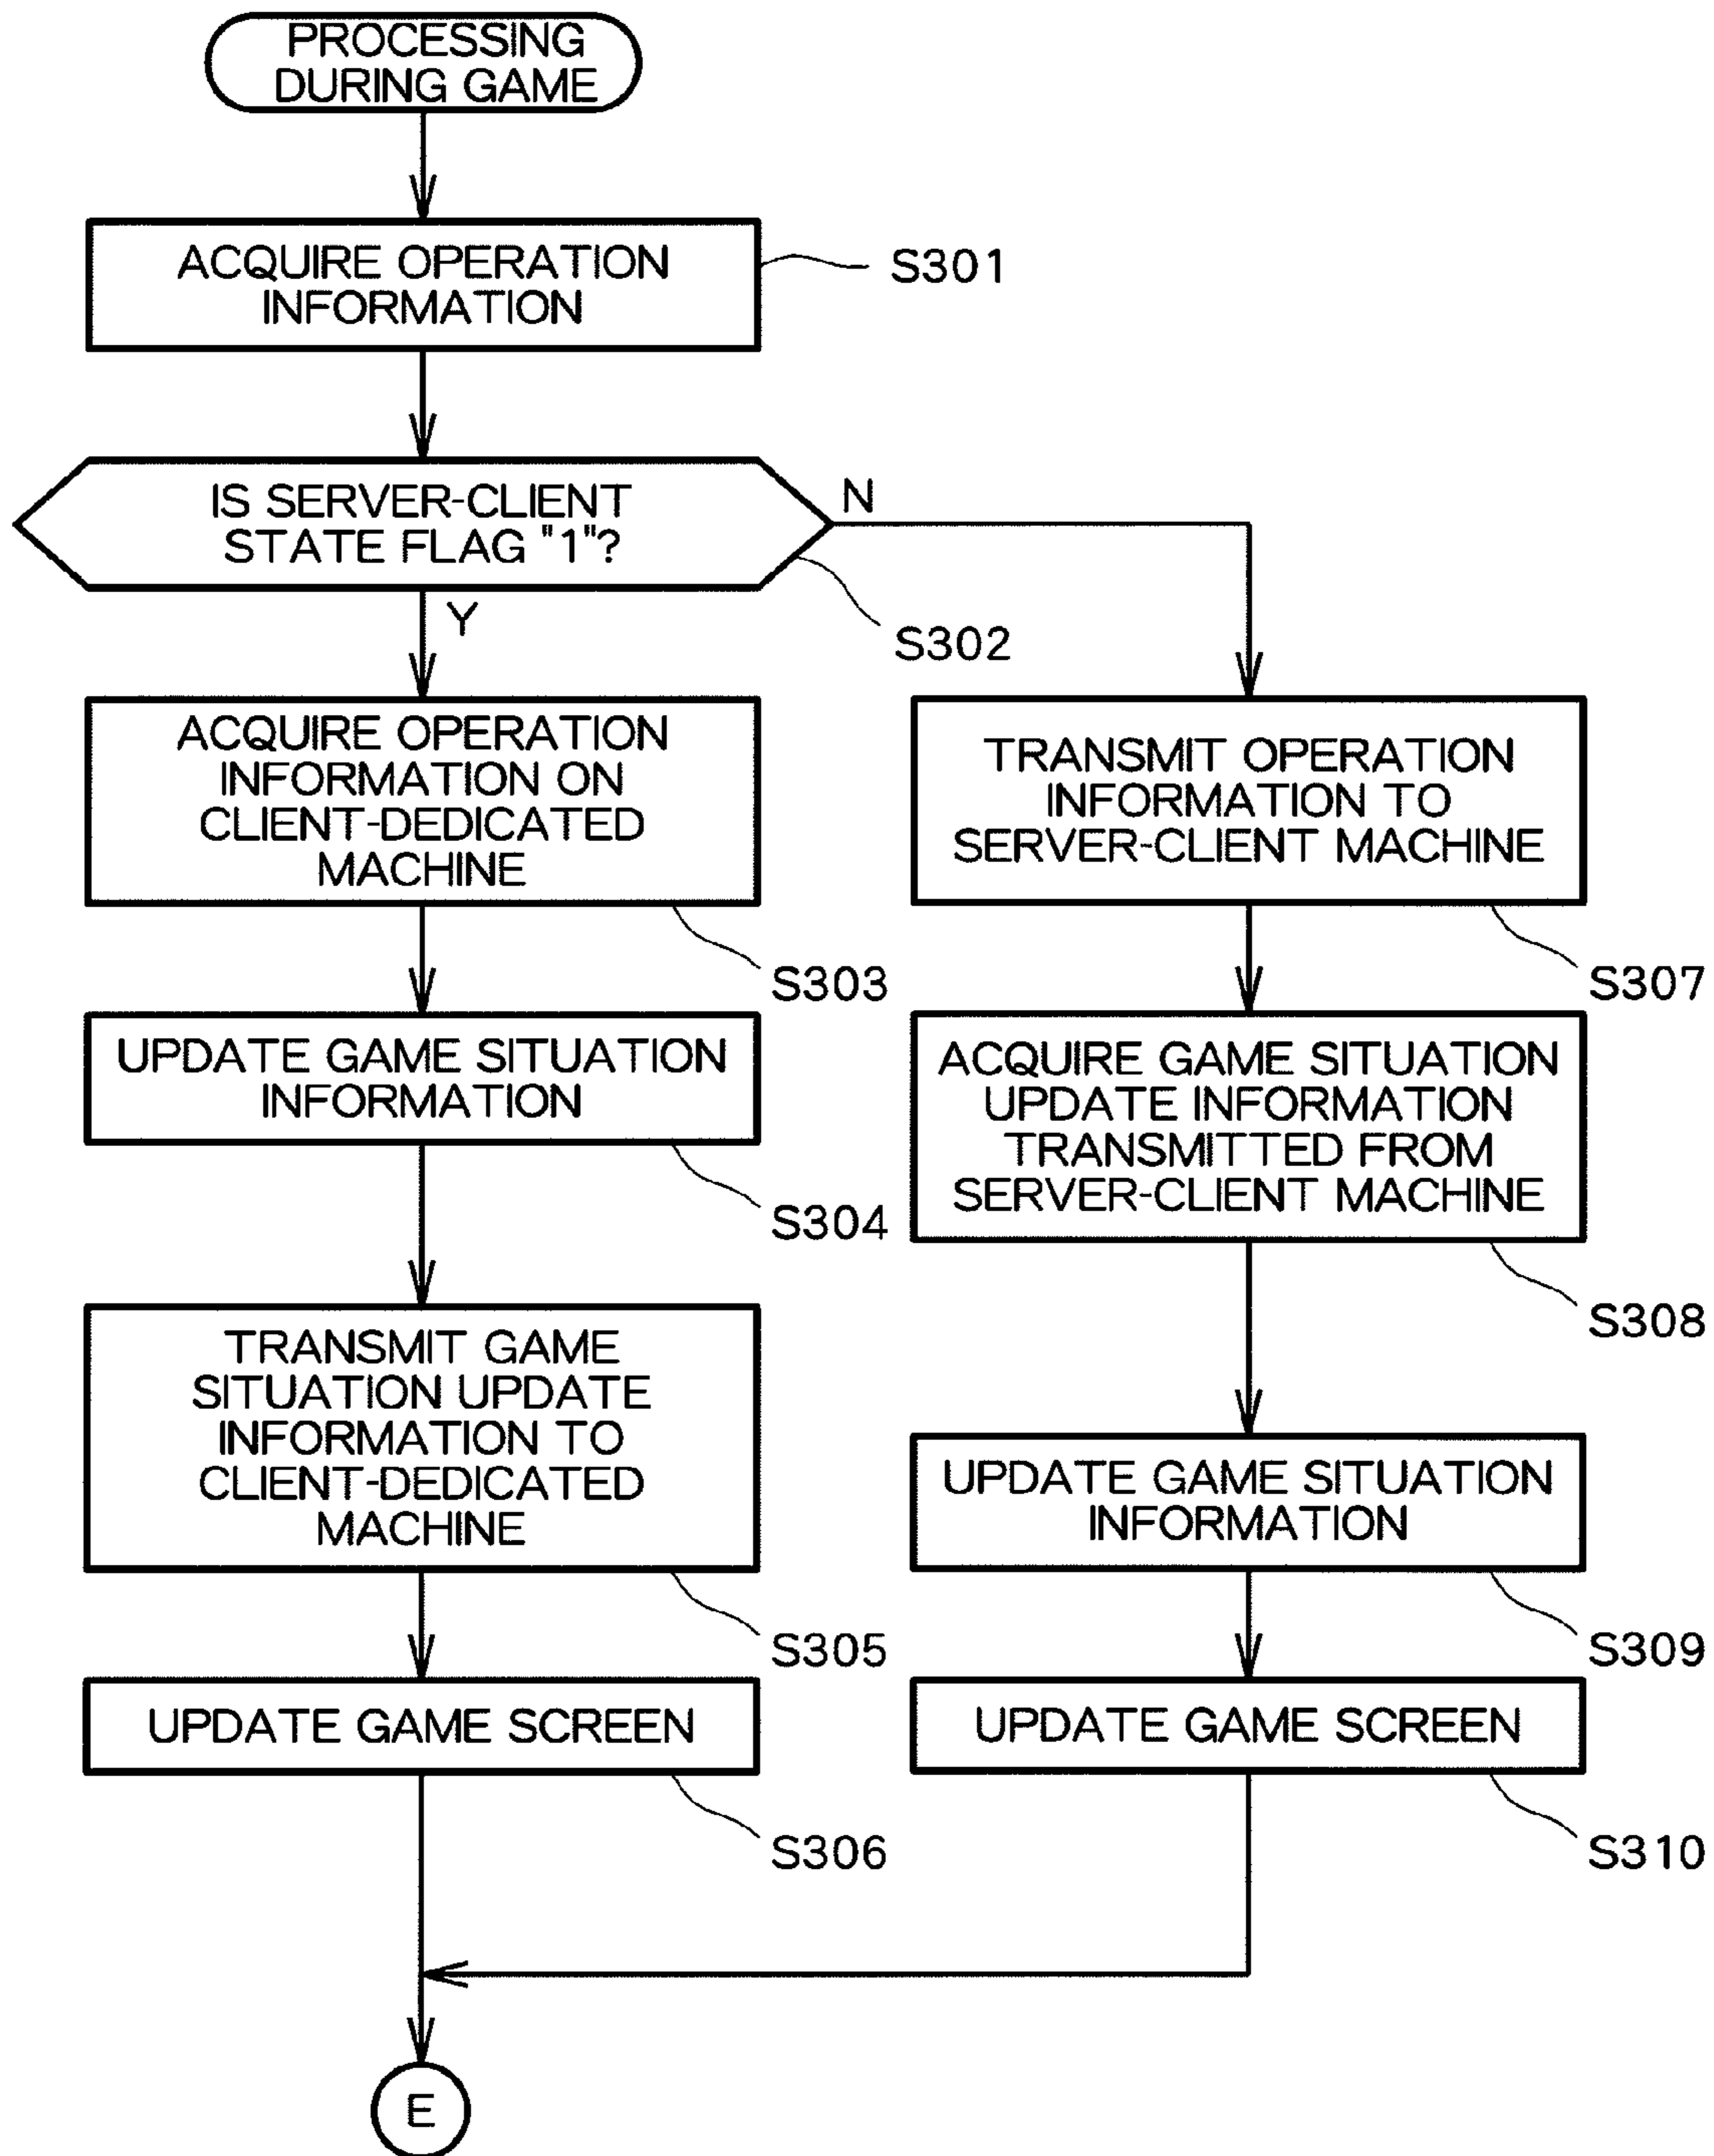 PROCESSING
DURING GAME
ACQUIRE OPERATION
INFORMATION
S301
IS SERVER-CLIENT
STATE FLAG "1"?
N
Y
S302
ACQUIRE OPERATION
INFORMATION ON
CLIENT-DEDICATED
MACHINE
S303
UPDATE GAME SITUATION
INFORMATION
S304
TRANSMIT GAME
SITUATION UPDATE
INFORMATION TO
CLIENT-DEDICATED
MACHINE
S305
UPDATE GAME SCREEN
S306
TRANSMIT OPERATION
INFORMATION TO
SERVER-CLIENT MACHINE
S307
ACQUIRE GAME SITUATION
UPDATE INFORMATION
TRANSMITTED FROM
SERVER-CLIENT MACHINE
S308
UPDATE GAME SITUATION
INFORMATION
S309
UPDATE GAME SCREEN
S310
E